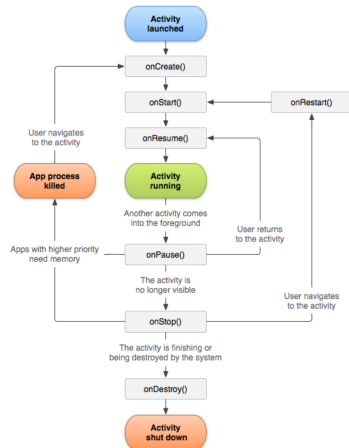 Activity
launched
onCreate()
onStart()
onRestart()
User navigates
to the activity
onResume()
App process
killed
Activity
running
Another activity comes
into the foreground
User returns
to the activity
Apps with higher priority
need memory
onPause()
The activity is
no longer visible
User navigates
to the activity
onStop()
The activity is finishing or
being destroyed by the system
onDestroy()
Activity
shut down